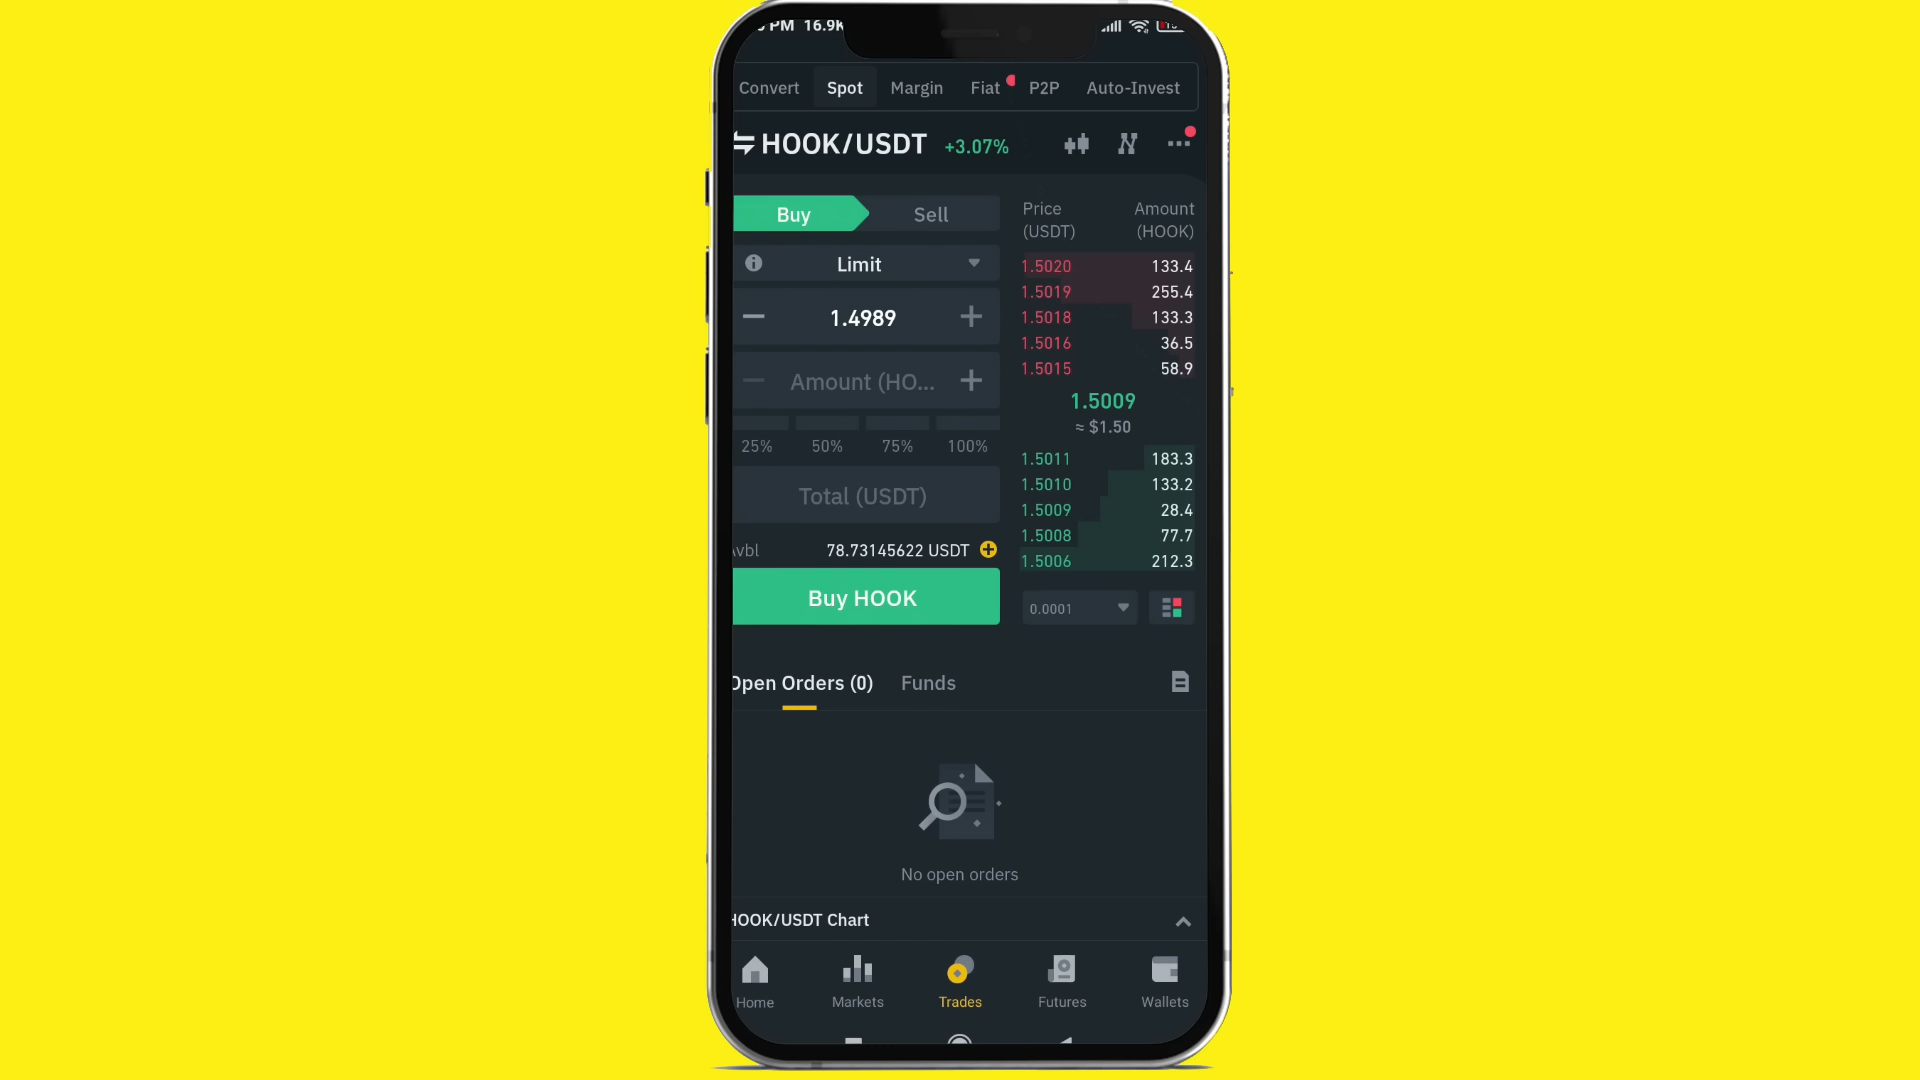 PM 16.9K
Convert Spot Margin Fiat P2P Auto-Invest
HOOK/USDT +3.07%
Buy Sell
Price (USDT) Amount (HOOK)
Limit
1.4989
Amount (HO...
25% 50% 75% 100%
Total (USDT)
Avbl 78.73145622 USDT
Buy HOOK
1.5020 133.4
1.5019 255.4
1.5018 133.3
1.5016 36.5
1.5015 58.9
1.5009
≈ $1.50
1.5011 183.3
1.5010 133.2
1.5009 28.4
1.5008 77.7
1.5006 212.3
0.0001
Open Orders (0) Funds
No open orders
HOOK/USDT Chart
Home Markets Trades Futures Wallets